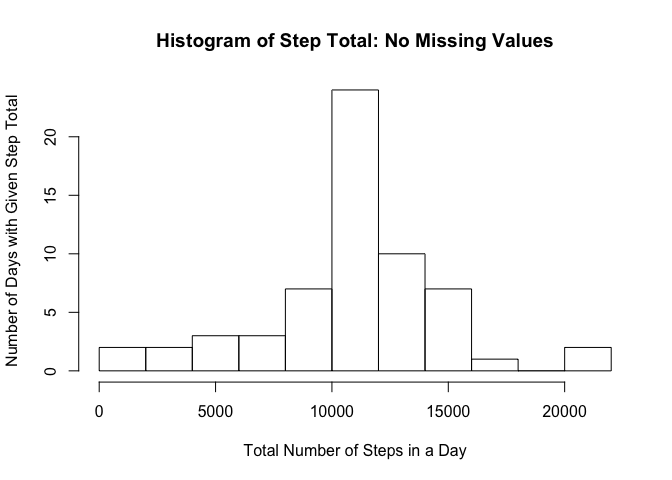 Histogram of Step Total: No Missing Values
Number of Days with Given Step Total
20
15
10
5
0
0 5000 10000 15000 20000
Total Number of Steps in a Day